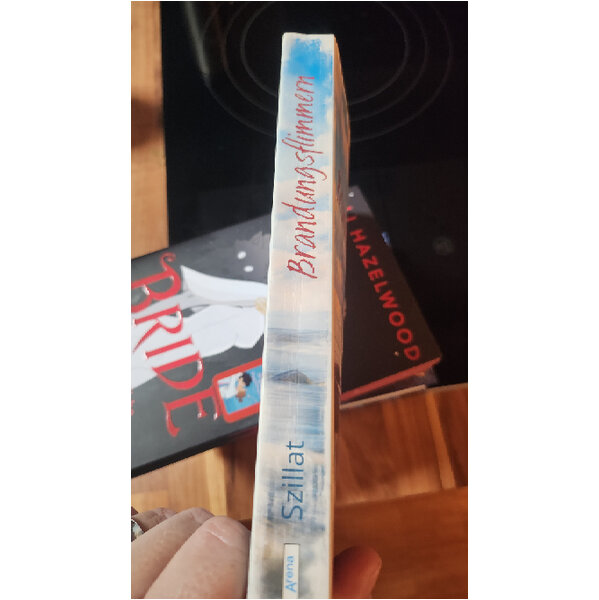 Brandungsflimmern
Szillat
Arena
BRIDE
HAZELWOOD